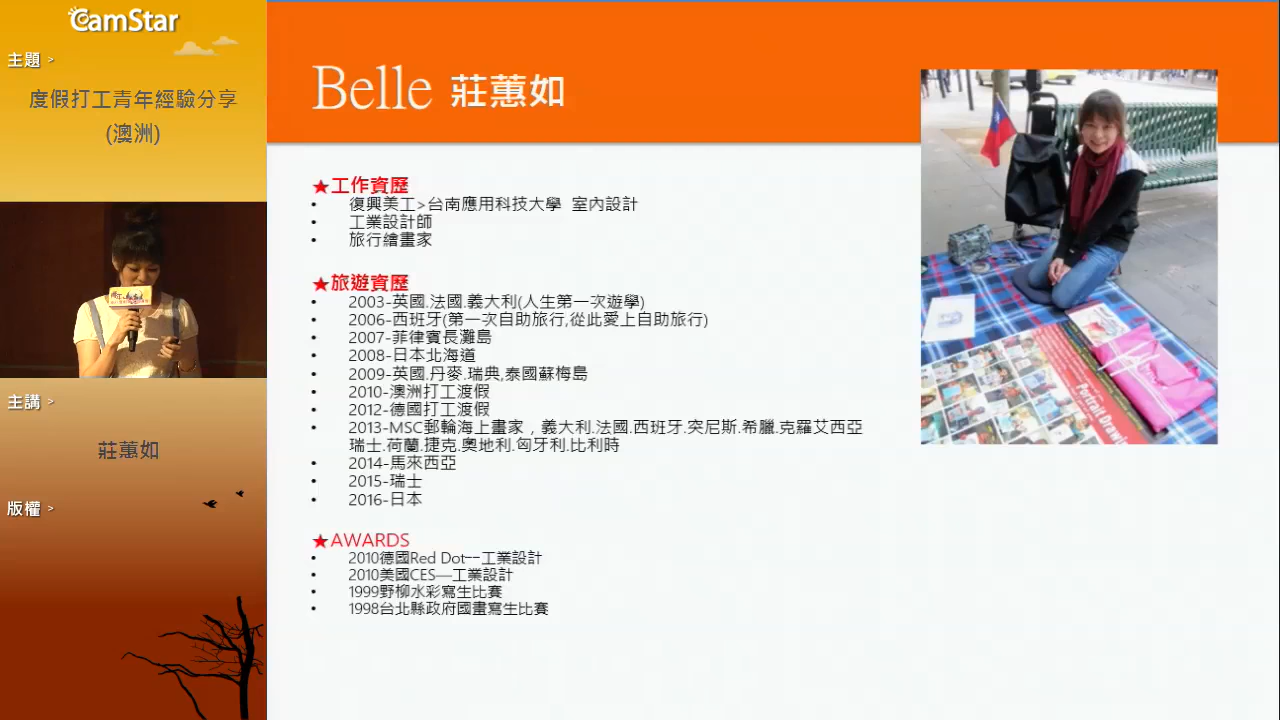 CamStar
主題 >
度假打工青年經驗分享
(澳洲)
主講 >
莊蕙如
版權 >
Belle 莊蕙如
★工作資歷
• 復興美工>台南應用科技大學 室內設計
• 工業設計師
• 旅行繪畫家
★旅遊資歷
• 2003-英國.法國.義大利(人生第一次遊學)
• 2006-西班牙(第一次自助旅行,從此愛上自助旅行)
• 2007-菲律賓長灘島
• 2008-日本北海道
• 2009-英國.丹麥.瑞典,泰國蘇梅島
• 2010-澳洲打工渡假
• 2012-德國打工渡假
• 2013-MSC郵輪海上畫家，義大利.法國.西班牙.突尼斯.希臘.克羅艾西亞
瑞士.荷蘭.捷克.奧地利.匈牙利.比利時
• 2014-馬來西亞
• 2015-瑞士
• 2016-日本
★AWARDS
• 2010德國Red Dot--工業設計
• 2010美國CES—工業設計
• 1999野柳水彩寫生比賽
• 1998台北縣政府國畫寫生比賽
Portrait Drawing